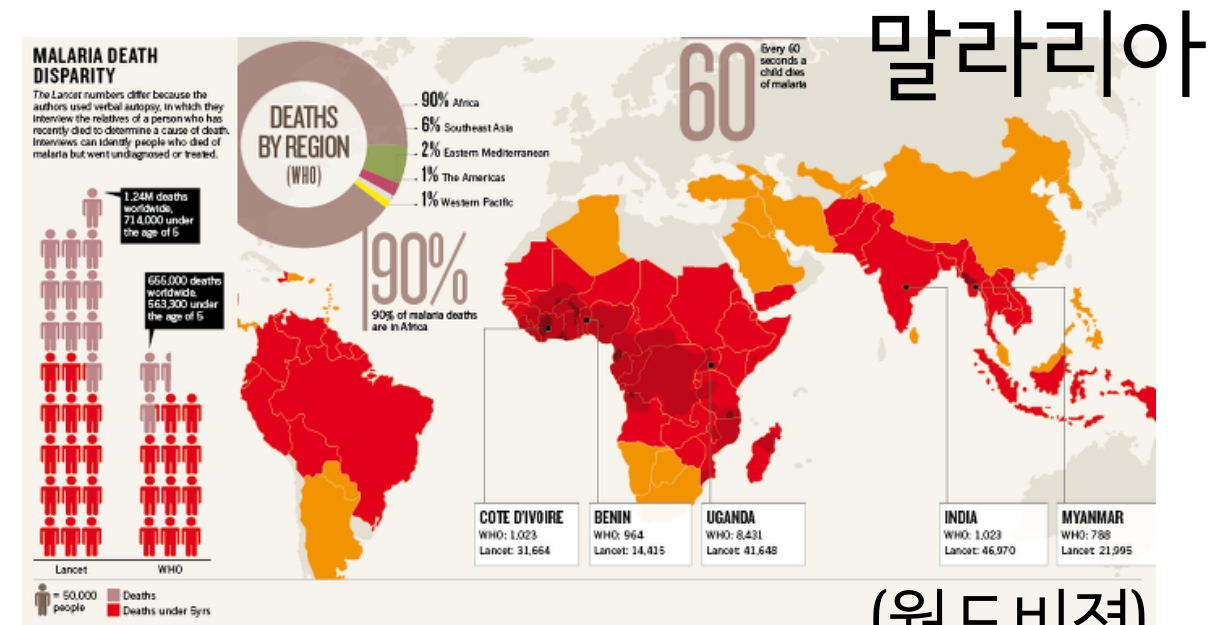 말라리아
MALARIA DEATH
DISPARITY
The Lancet numbers differ because the
authors used verbal autopsy, in which they
interview the relatives of a person who has
recently died to determine a cause of death.
Interviews can identify people who died of
malaria but went undiagnosed or treated.
1.24M deaths
worldwide,
714,000 under
the age of 5
655,000 deaths
worldwide,
563,300 under
the age of 5
Lancet
WHO
= 50,000
people
Deaths
Deaths under 5yrs
DEATHS
BY REGION
(WHO)
90% Africa
6% Southeast Asia
2% Eastern Mediterranean
1% The Americas
1% Western Pacific
90%
90% of malaria deaths
are in Africa
60
Every 60
seconds a
child dies
of malaria
COTE D'IVOIRE
WHO: 1,023
Lancet: 31,664
BENIN
WHO: 964
Lancet: 14,415
UGANDA
WHO: 8,431
Lancet: 41,648
INDIA
WHO: 1,023
Lancet: 46,970
MYANMAR
WHO: 788
Lancet 21,995
(월드비젼)